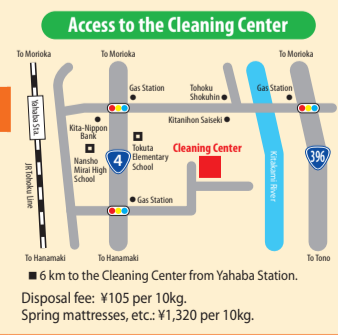 Access to the Cleaning Center
To Morioka
To Morioka
To Morioka
Gas Station
Tohoku
Shokuhin
Gas Station
Yahaba Sta.
Kita-Nippon
Bank
Kitanihon Saiseki
Nansho
Mirai High
School
4
Tokuta
Elementary
School
Cleaning Center
396
JR Tohoku Line
Kitakami River
Gas Station
To Hanamaki
To Hanamaki
To Tono
■ 6 km to the Cleaning Center from Yahaba Station.
Disposal fee: ¥105 per 10kg.
Spring mattresses, etc.: ¥1,320 per 10kg.